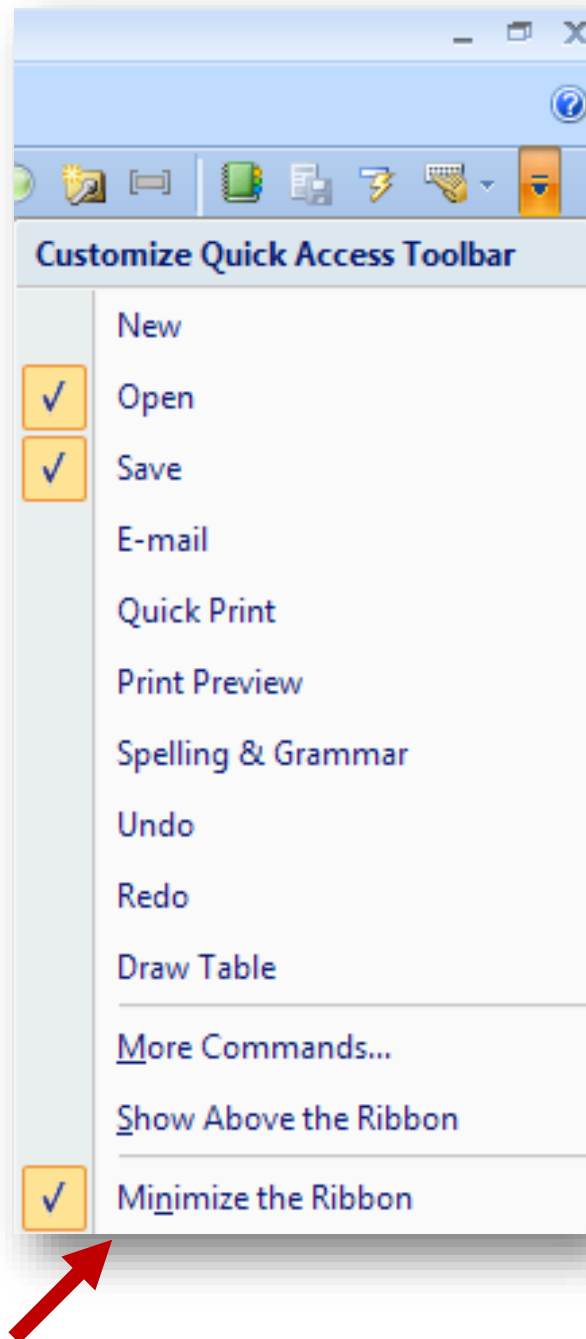 Customize Quick Access Toolbar
New
Open
Save
E-mail
Quick Print
Print Preview
Spelling & Grammar
Undo
Redo
Draw Table
More Commands...
Show Above the Ribbon
Minimize the Ribbon